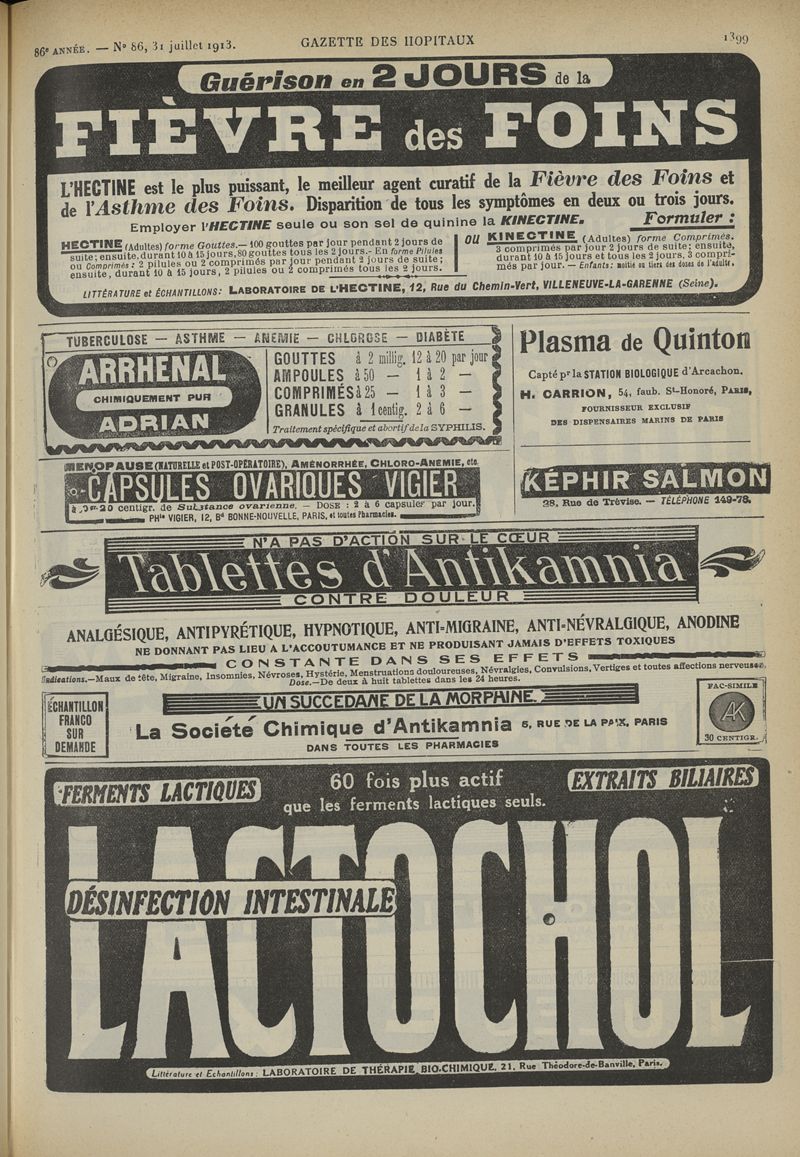 86e ANNÉE. — No 86, 31 juillet 1913.
GAZETTE DES HOPITAUX
1399
Guérison en 2 JOURS de la
FIÈVRE des FOINS
L'HECTINE est le plus puissant, le meilleur agent curatif de la Fièvre des Foins et
de l'Asthme des Foins. Disparition de tous les symptômes en deux ou trois jours.
Employer l'HECTINE seule ou son sel de quinine la KINECTINE. Formuler :
HECTINE (Adultes) forme Gouttes.— 100 gouttes par jour pendant 2 jours de
suite; ensuite, durant 10 à 15 jours, 80 gouttes tous les 2 jours.- En forme Pilules
ou Comprimés : 2 pilules ou 2 comprimés par jour pendant 2 jours de suite;
ensuite, durant 10 à 15 jours, 2 pilules ou 2 comprimés tous les 2 jours.
OU KINECTINE (Adultes) forme Comprimés.
3 comprimés par jour 2 jours de suite; ensuite,
durant 10 à 15 jours et tous les 2 jours, 3 compri-
més par jour. — Enfants: moitié ou tiers des doses de l'adulte.
LITTÉRATURE et ÉCHANTILLONS: LABORATOIRE DE L'HECTINE, 12, Rue du Chemin-Vert, VILLENEUVE-LA-GARENNE (Seine).
TUBERCULOSE — ASTHME — ANÉMIE — CHLOROSE — DIABÈTE
ARRHÉNAL
CHIMIQUEMENT PUR
ADRIAN
GOUTTES à 2 millig. 12 à 20 par jour
AMPOULES à 50 — 1 à 2 —
COMPRIMÉS à 25 — 1 à 3 —
GRANULES à 1 centig. 2 à 6 —
Traitement spécifique et abortif de la SYPHILIS.
Plasma de Quinton
Capté pr la STATION BIOLOGIQUE d'Arcachon.
H. CARRION, 54, faub. St-Honoré, PARIS,
FOURNISSEUR EXCLUSIF
DES DISPENSAIRES MARINS DE PARIS
MENOPAUSE (NATURELLE et POST-OPÉRATOIRE), AMÉNORRHÉE, CHLORO-ANÉMIE, etc.
CAPSULES OVARIQUES VIGIER
à 20 centigr. de Substance ovarienne. — DOSE : 2 à 6 capsules par jour.
PHie VIGIER, 12, Bd BONNE-NOUVELLE, PARIS, et toutes Pharmacies.
KÉPHIR SALMON
28, Rue de Trévise. — TÉLÉPHONE 149-78.
N'A PAS D'ACTION SUR LE CŒUR
Tablettes d'Antikamnia
CONTRE DOULEUR
ANALGÉSIQUE, ANTIPYRÉTIQUE, HYPNOTIQUE, ANTI-MIGRAINE, ANTI-NÉVRALGIQUE, ANODINE
NE DONNANT PAS LIEU A L'ACCOUTUMANCE ET NE PRODUISANT JAMAIS D'EFFETS TOXIQUES
CONSTANTE DANS SES EFFETS
Indications.—Maux de tête, Migraine, Insomnies, Névroses, Hystérie, Menstruations douloureuses, Névralgies, Convulsions, Vertiges et toutes affections nerveuses.
Dose.—De deux à huit tablettes dans les 24 heures.
ÉCHANTILLON
FRANCO
SUR
DEMANDE
UN SUCCEDANE DE LA MORPHINE.
La Société Chimique d'Antikamnia 5, RUE DE LA PAIX, PARIS
DANS TOUTES LES PHARMACIES
FAC-SIMILE
AK
30 CENTIGR.
FERMENTS LACTIQUES
60 fois plus actif
que les ferments lactiques seuls.
EXTRAITS BILIAIRES
LACTOCHOL
DÉSINFECTION INTESTINALE
Littérature et Echantillons : LABORATOIRE DE THÉRAPIE BIO-CHIMIQUE, 21, Rue Théodore-de-Banville, Paris.